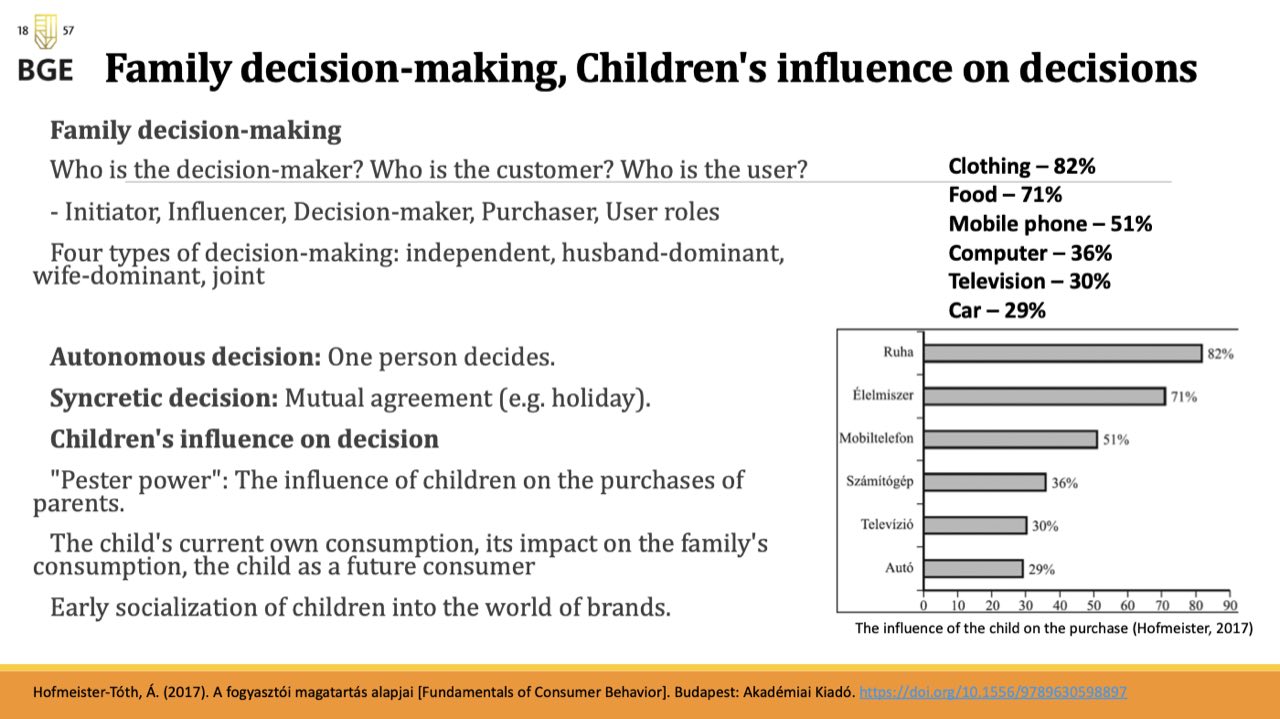 18 57
BGE
Family decision-making, Children's influence on decisions
Family decision-making
Who is the decision-maker? Who is the customer? Who is the user?
- Initiator, Influencer, Decision-maker, Purchaser, User roles
Four types of decision-making: independent, husband-dominant,
wife-dominant, joint
Autonomous decision: One person decides.
Syncretic decision: Mutual agreement (e.g. holiday).
Children's influence on decision
"Pester power": The influence of children on the purchases of
parents.
The child's current own consumption, its impact on the family's
consumption, the child as a future consumer
Early socialization of children into the world of brands.
Clothing – 82%
Food – 71%
Mobile phone – 51%
Computer – 36%
Television – 30%
Car – 29%
Ruha 82%
Élelmiszer 71%
Mobiltelefon 51%
Számítógép 36%
Televízió 30%
Autó 29%
0 10 20 30 40 50 60 70 80 90
The influence of the child on the purchase (Hofmeister, 2017)
Hofmeister-Tóth, Á. (2017). A fogyasztói magatartás alapjai [Fundamentals of Consumer Behavior]. Budapest: Akadémiai Kiadó. https://doi.org/10.1556/9789630598897